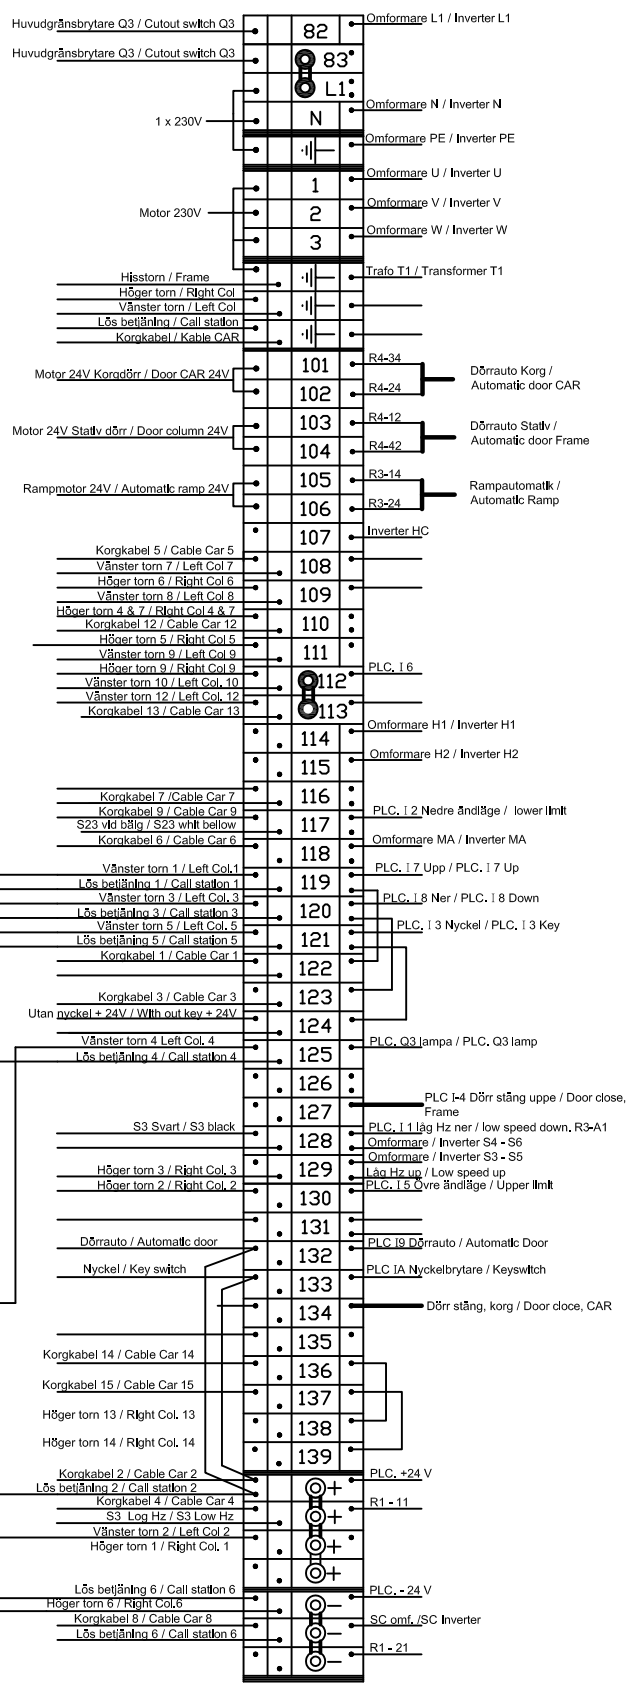 Huvudgränsbrytare Q3 / Cutout switch Q3
82
Omformare L1 / Inverter L1
Huvudgränsbrytare Q3 / Cutout switch Q3
83
L1
1 x 230V
N
Omformare N / Inverter N
Omformare PE / Inverter PE
1
Omformare U / Inverter U
Motor 230V
2
Omformare V / Inverter V
3
Omformare W / Inverter W
Hisstorn / Frame
Trafo T1 / Transformer T1
Höger torn / Right Col
Vänster torn / Left Col
Lös betjäning / Call station
Korgkabel / Kable CAR
101
R4-34
Motor 24V Korgdörr / Door CAR 24V
Dörrauto Korg /
Automatic door CAR
102
R4-24
103
R4-12
Motor 24V Stativ dörr / Door column 24V
Dörrauto Stativ /
Automatic door Frame
104
R4-42
105
R3-14
Rampmotor 24V / Automatic ramp 24V
Rampautomatik /
Automatic Ramp
106
R3-24
107
Inverter HC
Korgkabel 5 / Cable Car 5
108
Vänster torn 7 / Left Col 7
Höger torn 6 / Right Col 6
109
Vänster torn 8 / Left Col 8
Höger torn 4 & 7 / Right Col 4 & 7
110
Korgkabel 12 / Cable Car 12
Höger torn 5 / Right Col 5
111
Vänster torn 9 / Left Col 9
Höger torn 9 / Right Col 9
PLC. I 6
112
Vänster torn 10 / Left Col. 10
Vänster torn 12 / Left Col. 12
113
Korgkabel 13 / Cable Car 13
114
Omformare H1 / Inverter H1
115
Omformare H2 / Inverter H2
116
Korgkabel 7 /Cable Car 7
Korgkabel 9 / Cable Car 9
PLC. I 2 Nedre ändläge / lower limit
117
S23 vid bälg / S23 whit bellow
Korgkabel 6 / Cable Car 6
Omformare MA / Inverter MA
118
Vänster torn 1 / Left Col.1
PLC. I 7 Upp / PLC. I 7 Up
119
Lös betjäning 1 / Call station 1
Vänster torn 3 / Left Col. 3
PLC. I 8 Ner / PLC. I 8 Down
120
Lös betjäning 3 / Call station 3
Vänster torn 5 / Left Col. 5
PLC. I 3 Nyckel / PLC. I 3 Key
121
Lös betjäning 5 / Call station 5
Korgkabel 1 / Cable Car 1
122
Korgkabel 3 / Cable Car 3
123
Utan nyckel + 24V / With out key + 24V
124
Vänster torn 4 Left Col. 4
PLC. Q3 lampa / PLC. Q3 lamp
125
Lös betjäning 4 / Call station 4
126
PLC I-4 Dörr stäng uppe / Door close,
Frame
127
S3 Svart / S3 black
PLC. I 1 låg Hz ner / low speed down. R3-A1
128
Omformare / Inverter S4 - S6
Omformare / Inverter S3 - S5
129
Höger torn 3 / Right Col. 3
Låg Hz up / Low speed up
Höger torn 2 / Right Col. 2
PLC. I 5 Övre ändläge / Upper limit
130
131
Dörrauto / Automatic door
132
PLC I9 Dörrauto / Automatic Door
Nyckel / Key switch
133
PLC IA Nyckelbrytare / Keyswitch
134
Dörr stäng, korg / Door cloce, CAR
135
Korgkabel 14 / Cable Car 14
136
Korgkabel 15 / Cable Car 15
137
Höger torn 13 / Right Col. 13
138
Höger torn 14 / Right Col. 14
139
Korgkabel 2 / Cable Car 2
PLC. +24 V
+
Lös betjäning 2 / Call station 2
Korgkabel 4 / Cable Car 4
R1 - 11
+
S3 Log Hz / S3 Low Hz
Vänster torn 2 / Left Col 2
+
Höger torn 1 / Right Col. 1
+
Lös betjäning 6 / Call station 6
PLC. - 24 V
Höger torn 6 / Right Col.6
-
Korgkabel 8 / Cable Car 8
SC omf. /SC Inverter
-
Lös betjäning 6 / Call station 6
R1 - 21
-